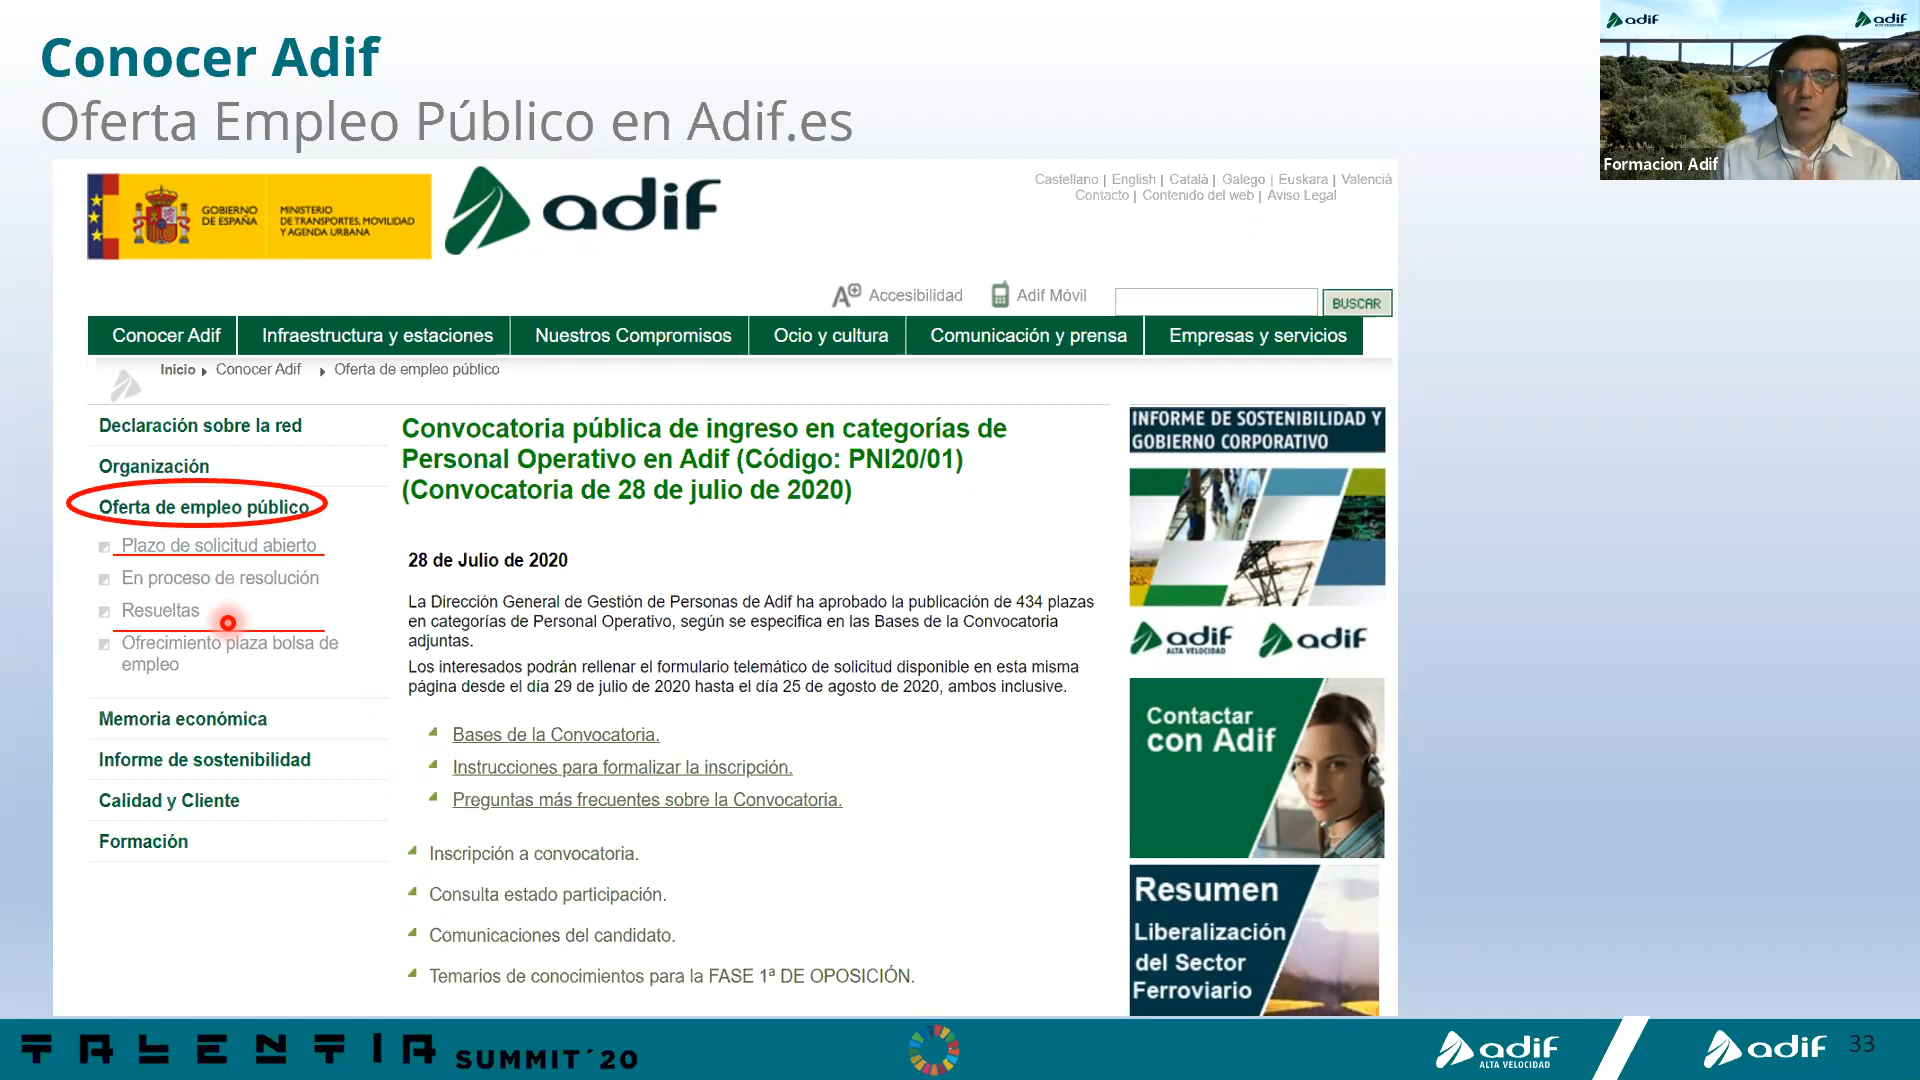 Conocer Adif
Oferta Empleo Público en Adif.es
adif
adif
ALTA VELOCIDAD
Formacion Adif
GOBIERNO
DE ESPAÑA
MINISTERIO
DE TRANSPORTES, MOVILIDAD
Y AGENDA URBANA
adif
Castellano | English | Català | Galego | Euskara | Valencià
Contacto | Contenido del web | Aviso Legal
Accesibilidad
Adif Móvil
BUSCAR
Conocer Adif
Infraestructura y estaciones
Nuestros Compromisos
Ocio y cultura
Comunicación y prensa
Empresas y servicios
Inicio
Conocer Adif
Oferta de empleo público
Declaración sobre la red
Organización
Oferta de empleo público
Plazo de solicitud abierto
En proceso de resolución
Resueltas
Ofrecimiento plaza bolsa de
empleo
Memoria económica
Informe de sostenibilidad
Calidad y Cliente
Formación
Convocatoria pública de ingreso en categorías de
Personal Operativo en Adif (Código: PNI20/01)
(Convocatoria de 28 de julio de 2020)
28 de Julio de 2020
La Dirección General de Gestión de Personas de Adif ha aprobado la publicación de 434 plazas
en categorías de Personal Operativo, según se especifica en las Bases de la Convocatoria
adjuntas.
Los interesados podrán rellenar el formulario telemático de solicitud disponible en esta misma
página desde el día 29 de julio de 2020 hasta el día 25 de agosto de 2020, ambos inclusive.
Bases de la Convocatoria.
Instrucciones para formalizar la inscripción.
Preguntas más frecuentes sobre la Convocatoria.
Inscripción a convocatoria.
Consulta estado participación.
Comunicaciones del candidato.
Temarios de conocimientos para la FASE 1ª DE OPOSICIÓN.
INFORME DE SOSTENIBILIDAD Y
GOBIERNO CORPORATIVO
adif
ALTA VELOCIDAD
adif
Contactar
con Adif
Resumen
Liberalización
del Sector
Ferroviario
TALENTIA SUMMIT´20
adif
ALTA VELOCIDAD
adif
33